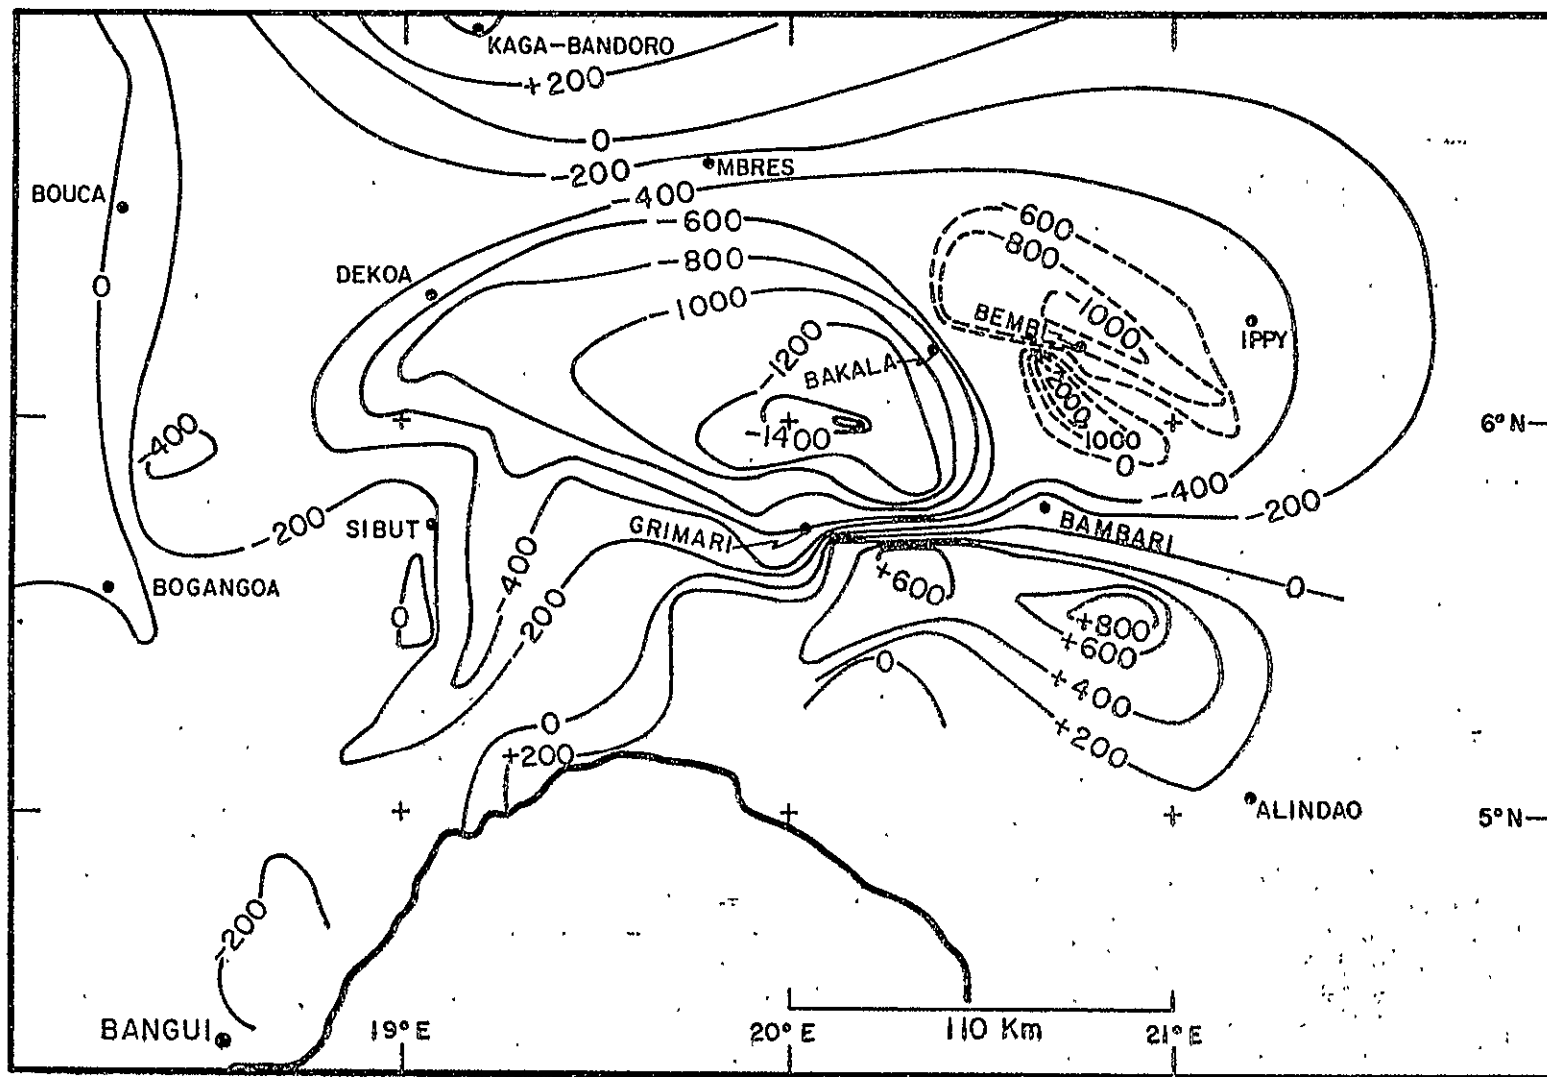 KAGA-BANDORO
+200
0
-200
MBRES
-400
BOUCA
-600
-600
-800
800
DEKOA
0
-1000
-1000
BEMBE
IPPY
-1200
BAKALA
2000
-400
-1400
1000
6°N
0
-400
-200
-200
SIBUT
GRIMARI
BAMBARI
-400
+600
BOGANGOA
0
-200
0
+800
+600
0
+400
0
+200
+200
ALINDAO
5°N
-200
BANGUI
19°E
20°E
110 Km
21°E